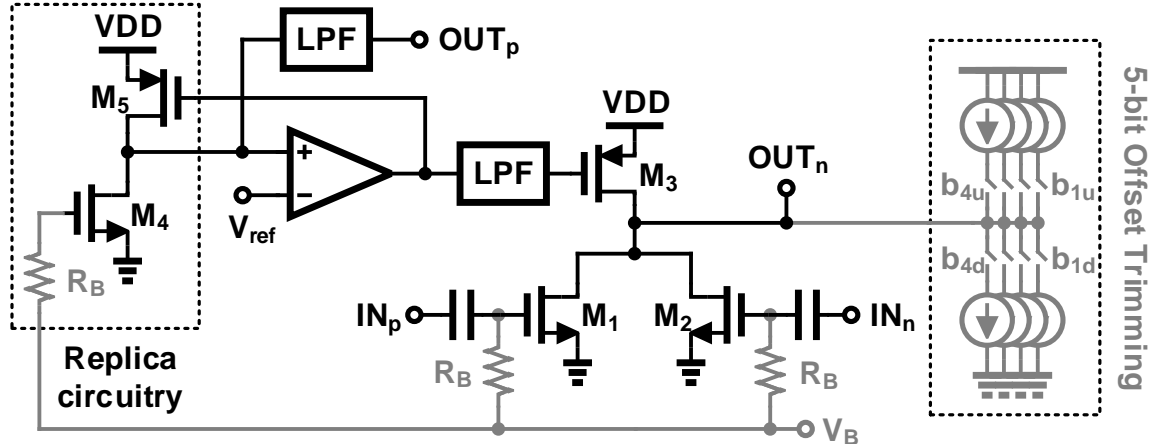 VDD
LPF
OUTp
M5
VDD
+
LPF
M3
OUTn
−
M4
Vref
b4u
b1u
b4d
b1d
RB
INp
M1
M2
INn
Replica
circuitry
RB
RB
VB
5-bit Offset Trimming